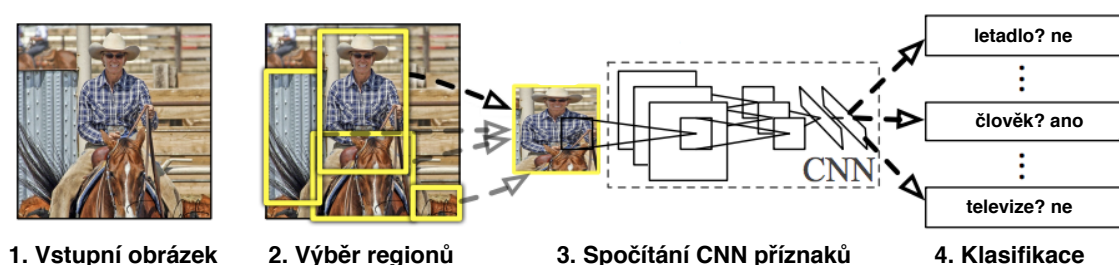 letadlo? ne
člověk? ano
televize? ne
CNN
1. Vstupní obrázek
2. Výběr regionů
3. Spočítání CNN příznaků
4. Klasifikace